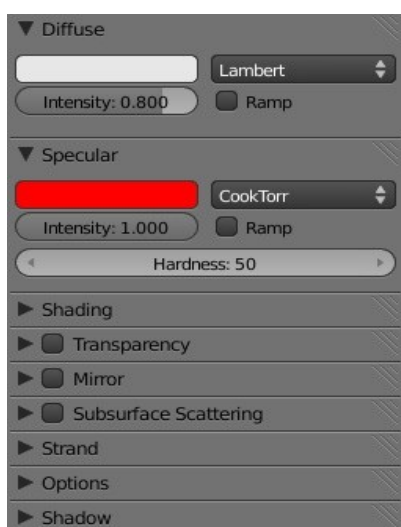 Diffuse
Lambert
Intensity: 0.800 Ramp
Specular
CookTorr
Intensity: 1.000 Ramp
Hardness: 50
Shading
Transparency
Mirror
Subsurface Scattering
Strand
Options
Shadow